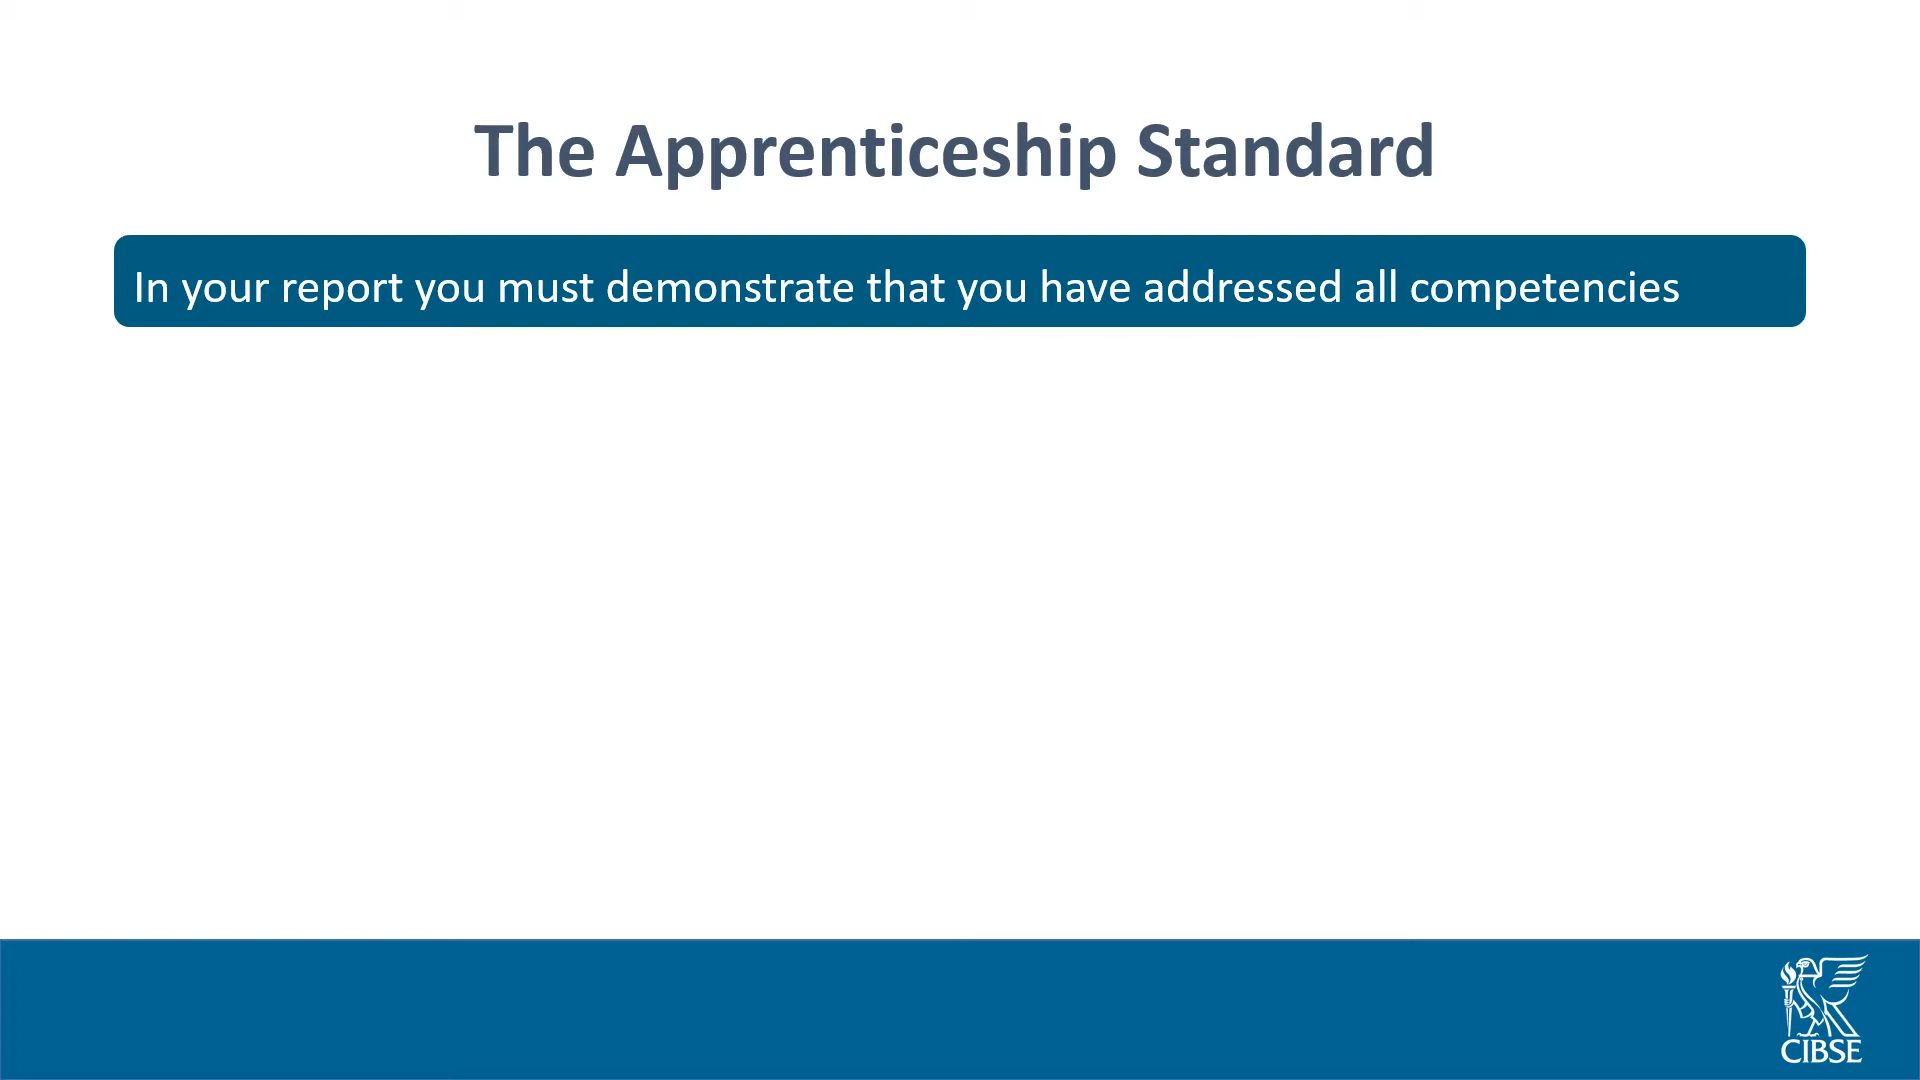 The Apprenticeship Standard
In your report you must demonstrate that you have addressed all competencies
CIBSE